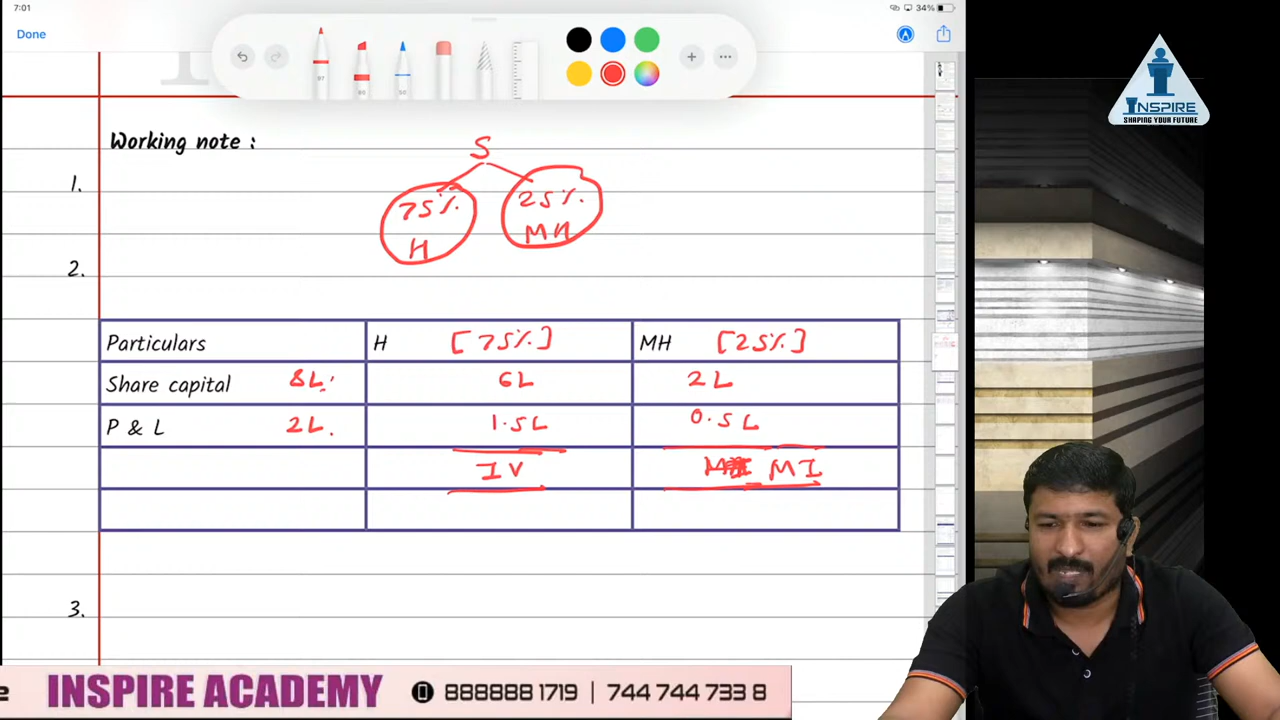 7:01
34%
Done
INSPIRE
SHAPING YOUR FUTURE
Working note :
S
75% 25%
H MH
1.
2.
Particulars H [75%] MH [25%]
Share capital 8L. 6L 2L
P & L 2L. 1.5L 0.5L
IV MI
3.
INSPIRE ACADEMY 888888 1719 | 744 744 733 8